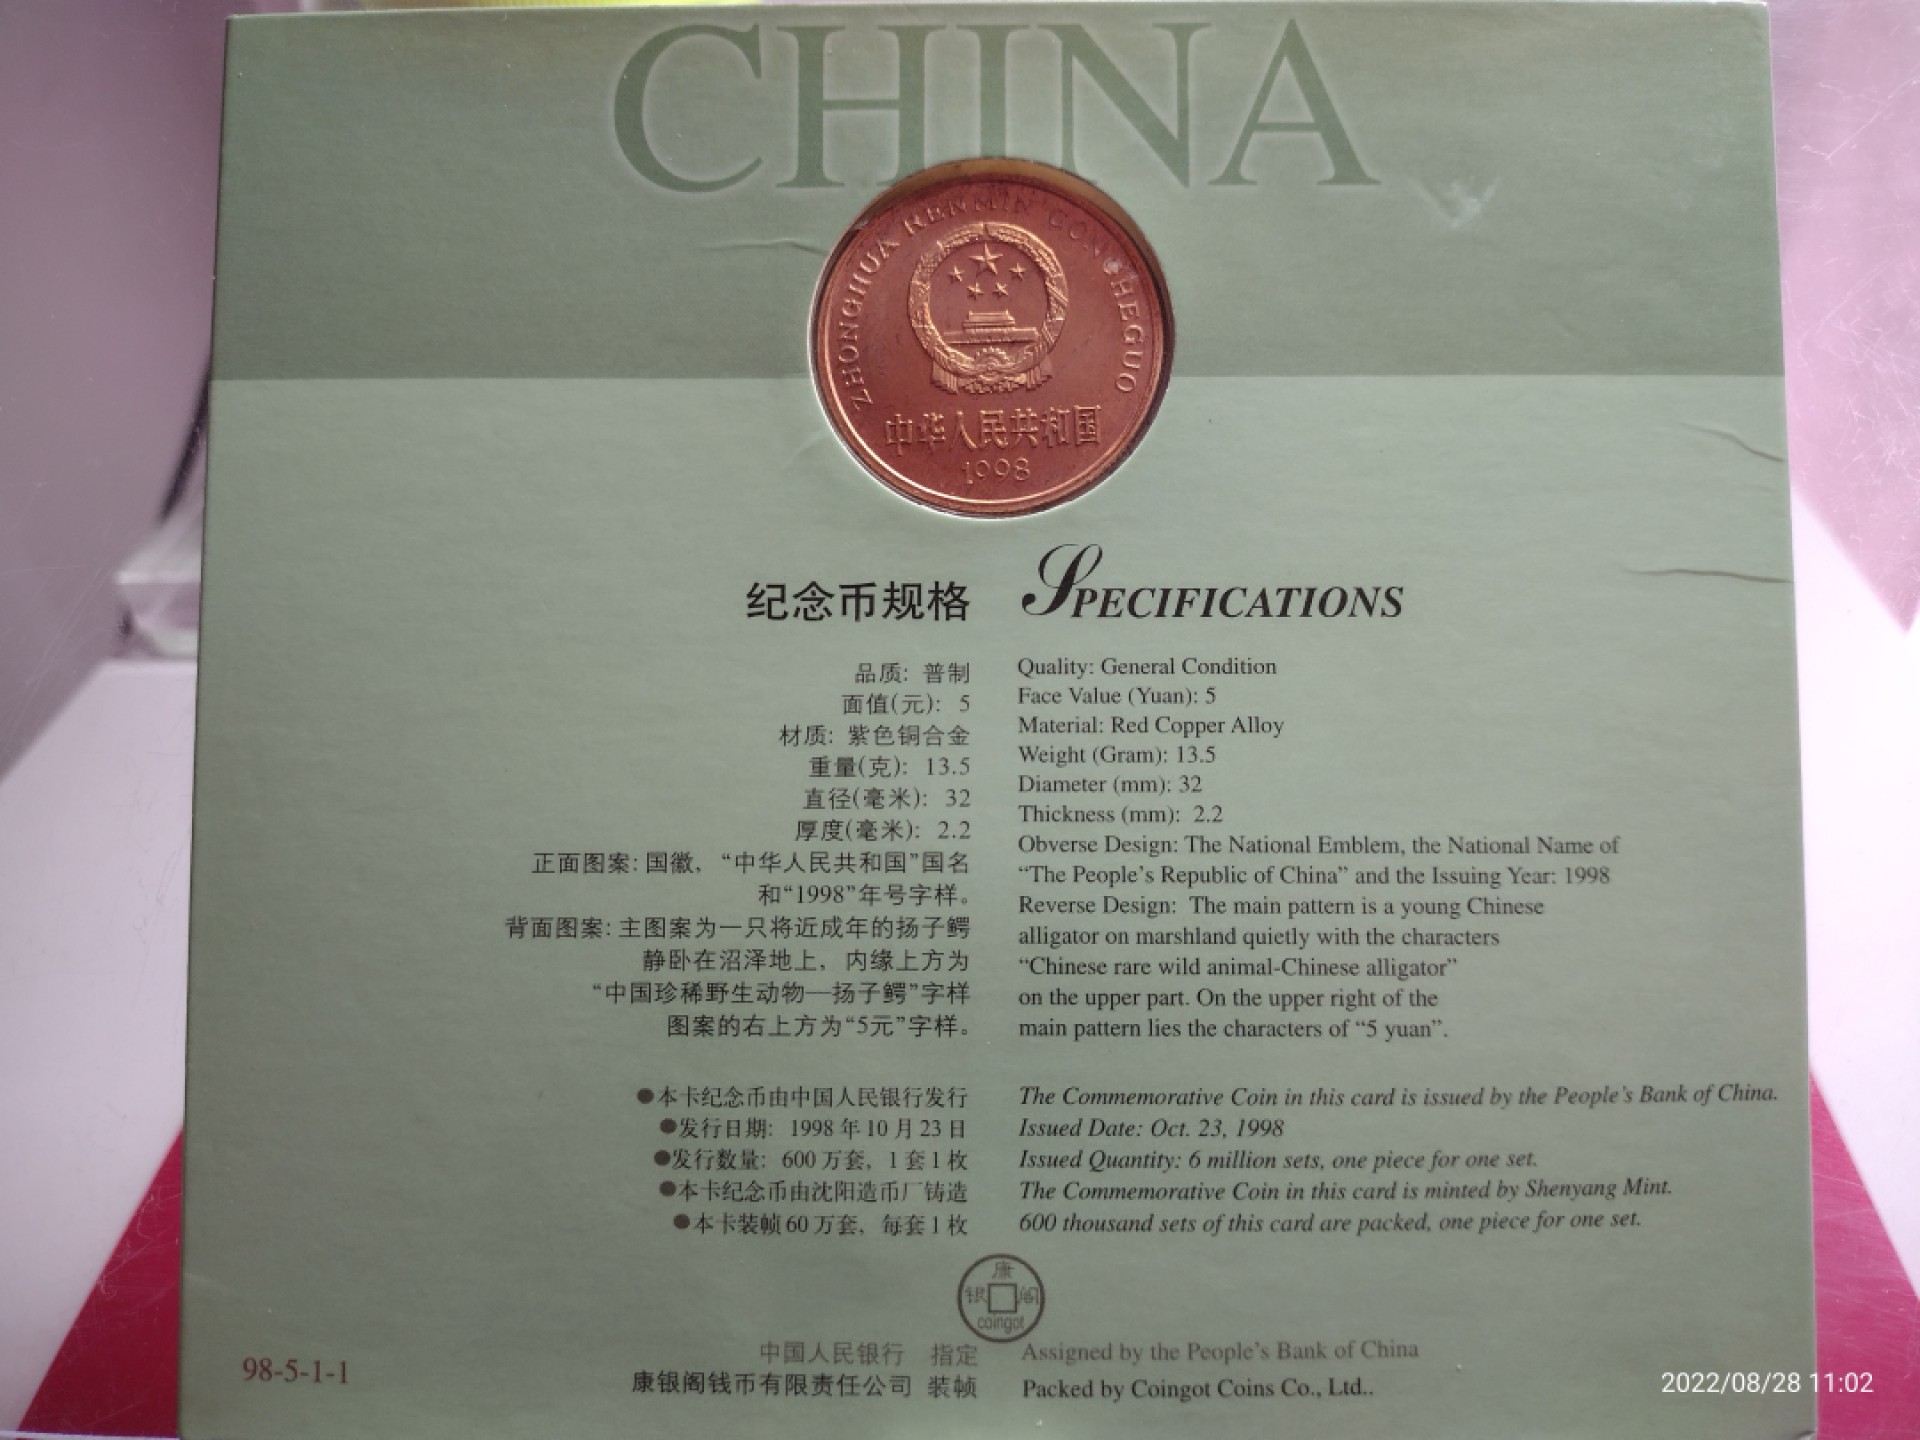 CHINA
ZHONGHUA RENMIN GONGHEGUO
中华人民共和国
1998
纪念币规格
品质: 普制
面值(元): 5
材质: 紫色铜合金
重量(克): 13.5
直径(毫米): 32
厚度(毫米): 2.2
正面图案: 国徽，“中华人民共和国”国名
和“1998”年号字样。
背面图案: 主图案为一只将近成年的扬子鳄
静卧在沼泽地上，内缘上方为
“中国珍稀野生动物—扬子鳄”字样
图案的右上方为“5元”字样。
●本卡纪念币由中国人民银行发行
●发行日期: 1998 年 10 月 23 日
●发行数量: 600 万套，1 套 1 枚
●本卡纪念币由沈阳造币厂铸造
●本卡装帧 60 万套，每套 1 枚
SPECIFICATIONS
Quality: General Condition
Face Value (Yuan): 5
Material: Red Copper Alloy
Weight (Gram): 13.5
Diameter (mm): 32
Thickness (mm): 2.2
Obverse Design: The National Emblem, the National Name of
“The People’s Republic of China” and the Issuing Year: 1998
Reverse Design: The main pattern is a young Chinese
alligator on marshland quietly with the characters
“Chinese rare wild animal-Chinese alligator”
on the upper part. On the upper right of the
main pattern lies the characters of “5 yuan”.
The Commemorative Coin in this card is issued by the People’s Bank of China.
Issued Date: Oct. 23, 1998
Issued Quantity: 6 million sets, one piece for one set.
The Commemorative Coin in this card is minted by Shenyang Mint.
600 thousand sets of this card are packed, one piece for one set.
康
银 阁
coingot
中国人民银行 指定
康银阁钱币有限责任公司 装帧
Assigned by the People’s Bank of China
Packed by Coingot Coins Co., Ltd..
98-5-1-1
2022/08/28 11:02